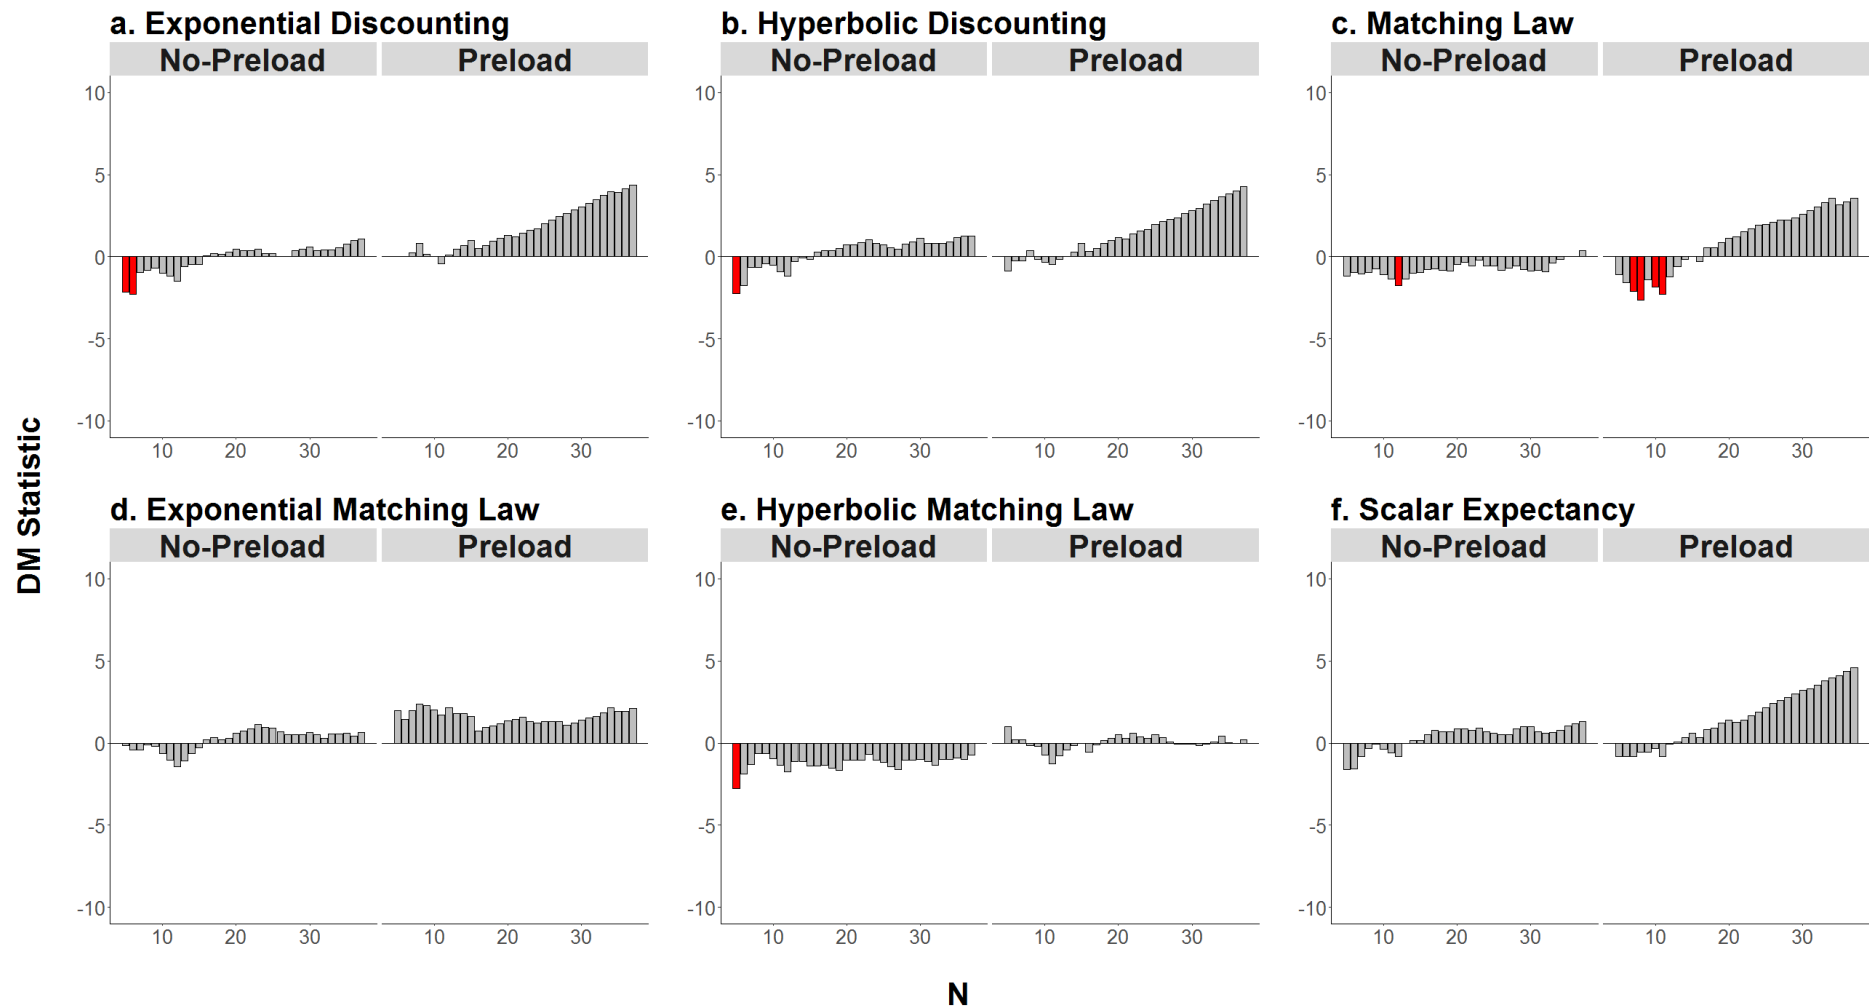 a. Exponential Discounting
No-Preload Preload
10
5
0
-5
-10
10 20 30 10 20 30
b. Hyperbolic Discounting
No-Preload Preload
10
5
0
-5
-10
10 20 30 10 20 30
c. Matching Law
No-Preload Preload
10
5
0
-5
-10
10 20 30 10 20 30
DM Statistic
d. Exponential Matching Law
No-Preload Preload
10
5
0
-5
-10
10 20 30 10 20 30
e. Hyperbolic Matching Law
No-Preload Preload
10
5
0
-5
-10
10 20 30 10 20 30
f. Scalar Expectancy
No-Preload Preload
10
5
0
-5
-10
10 20 30 10 20 30
N